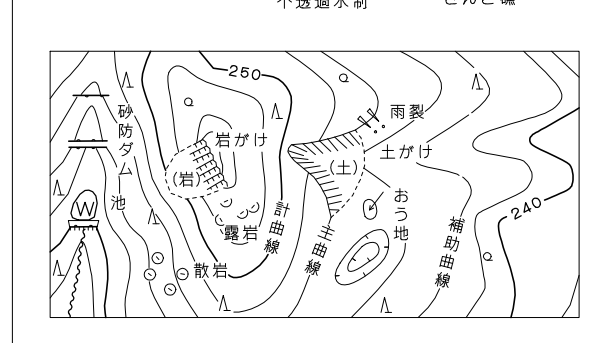 不透過水制
せんと礁
250
砂防ダム
雨裂
岩がけ
(土)
土がけ
(岩)
池
W
露岩
計曲線
主曲線
おう地
補助曲線
240
散岩